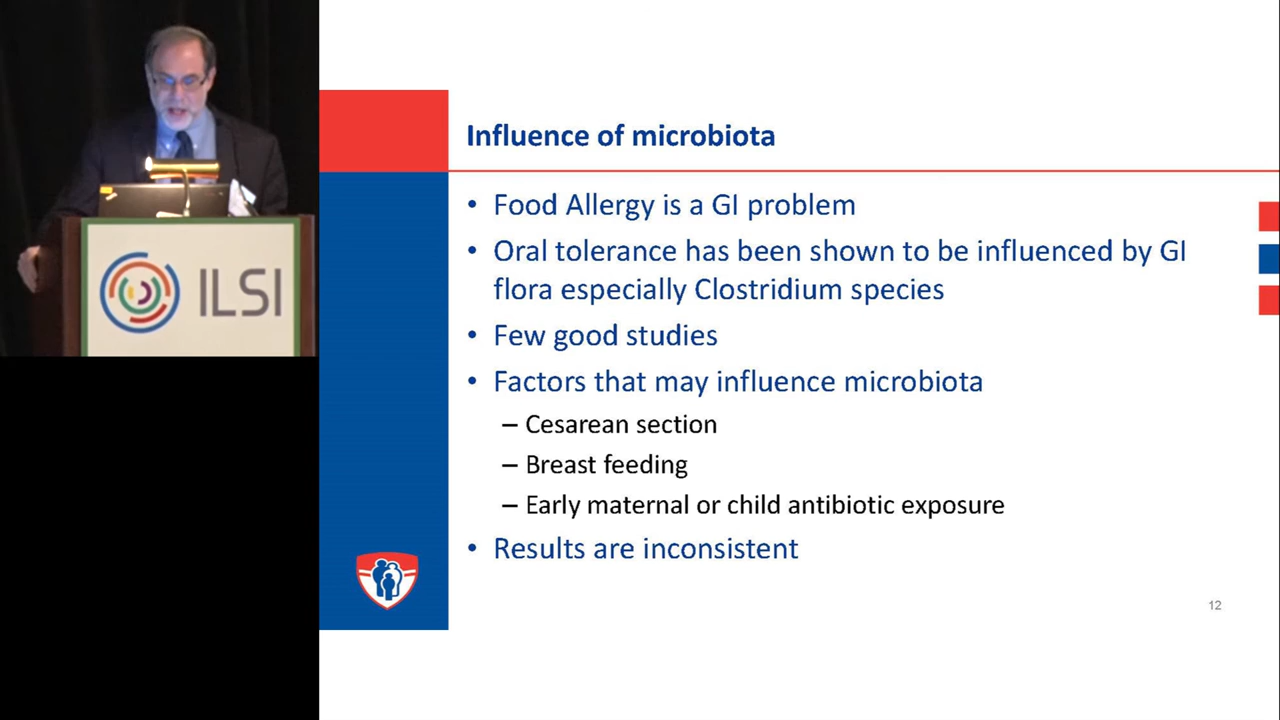 Influence of microbiota
• Food Allergy is a GI problem
• Oral tolerance has been shown to be influenced by GI
flora especially Clostridium species
• Few good studies
• Factors that may influence microbiota
– Cesarean section
– Breast feeding
– Early maternal or child antibiotic exposure
• Results are inconsistent
12
ILSI